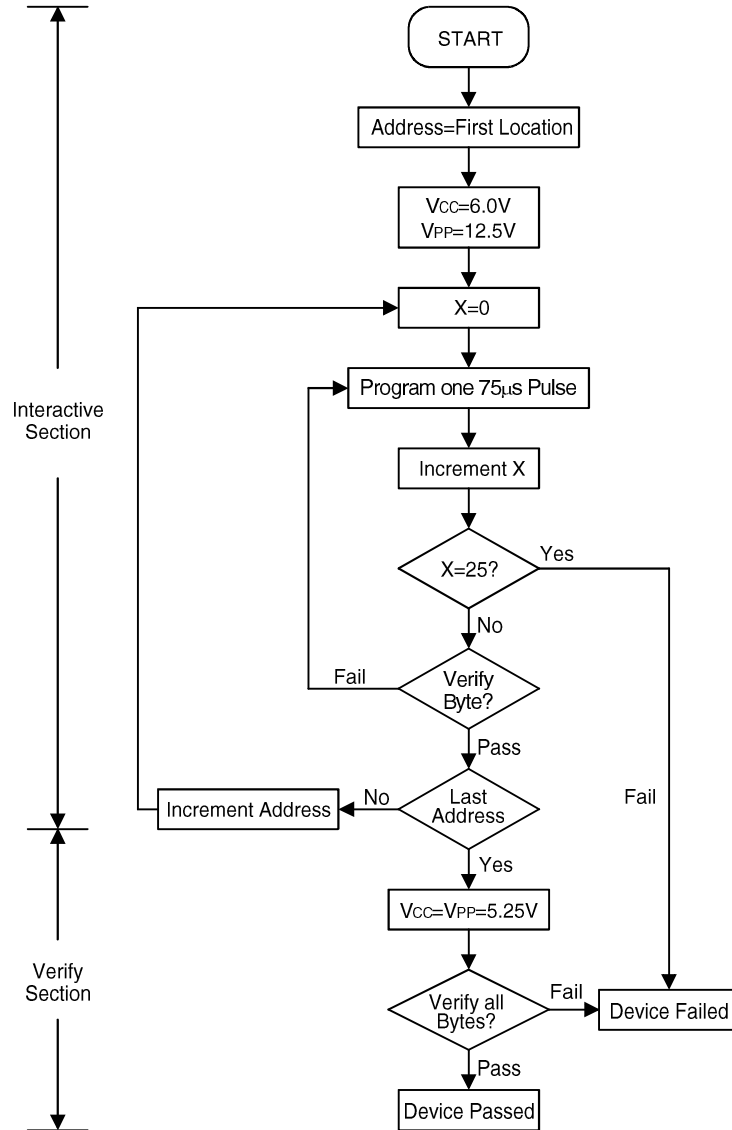 START
Address=First Location
VCC=6.0V
VPP=12.5V
X=0
Program one 75μs Pulse
Interactive
Section
Increment X
X=25?
Yes
No
Verify
Byte?
Fail
Pass
Last
Address
No
Increment Address
Fail
Yes
VCC=VPP=5.25V
Verify
Section
Verify all
Bytes?
Fail
Device Failed
Pass
Device Passed